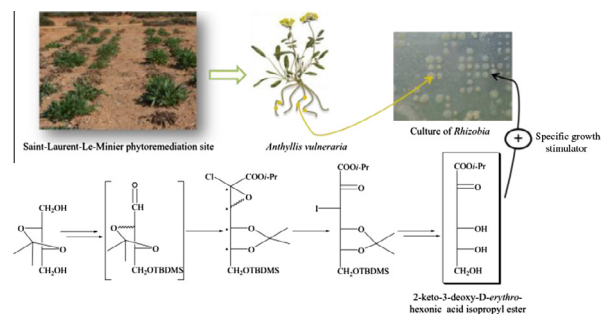 Saint-Laurent-Le-Minier phytoremediation site
Anthyllis vulneraria
Culture of Rhizobia
+
Specific growth
stimulator
CH₂OH
O
O
CH₂OH
O
CH
O
O
CH₂OTBDMS
Cl
COOi-Pr
O
O
O
CH₂OTBDMS
COOi-Pr
O
I
O
O
CH₂OTBDMS
COOi-Pr
O
OH
OH
CH₂OH
2-keto-3-deoxy-D-erythro-
hexonic acid isopropyl ester